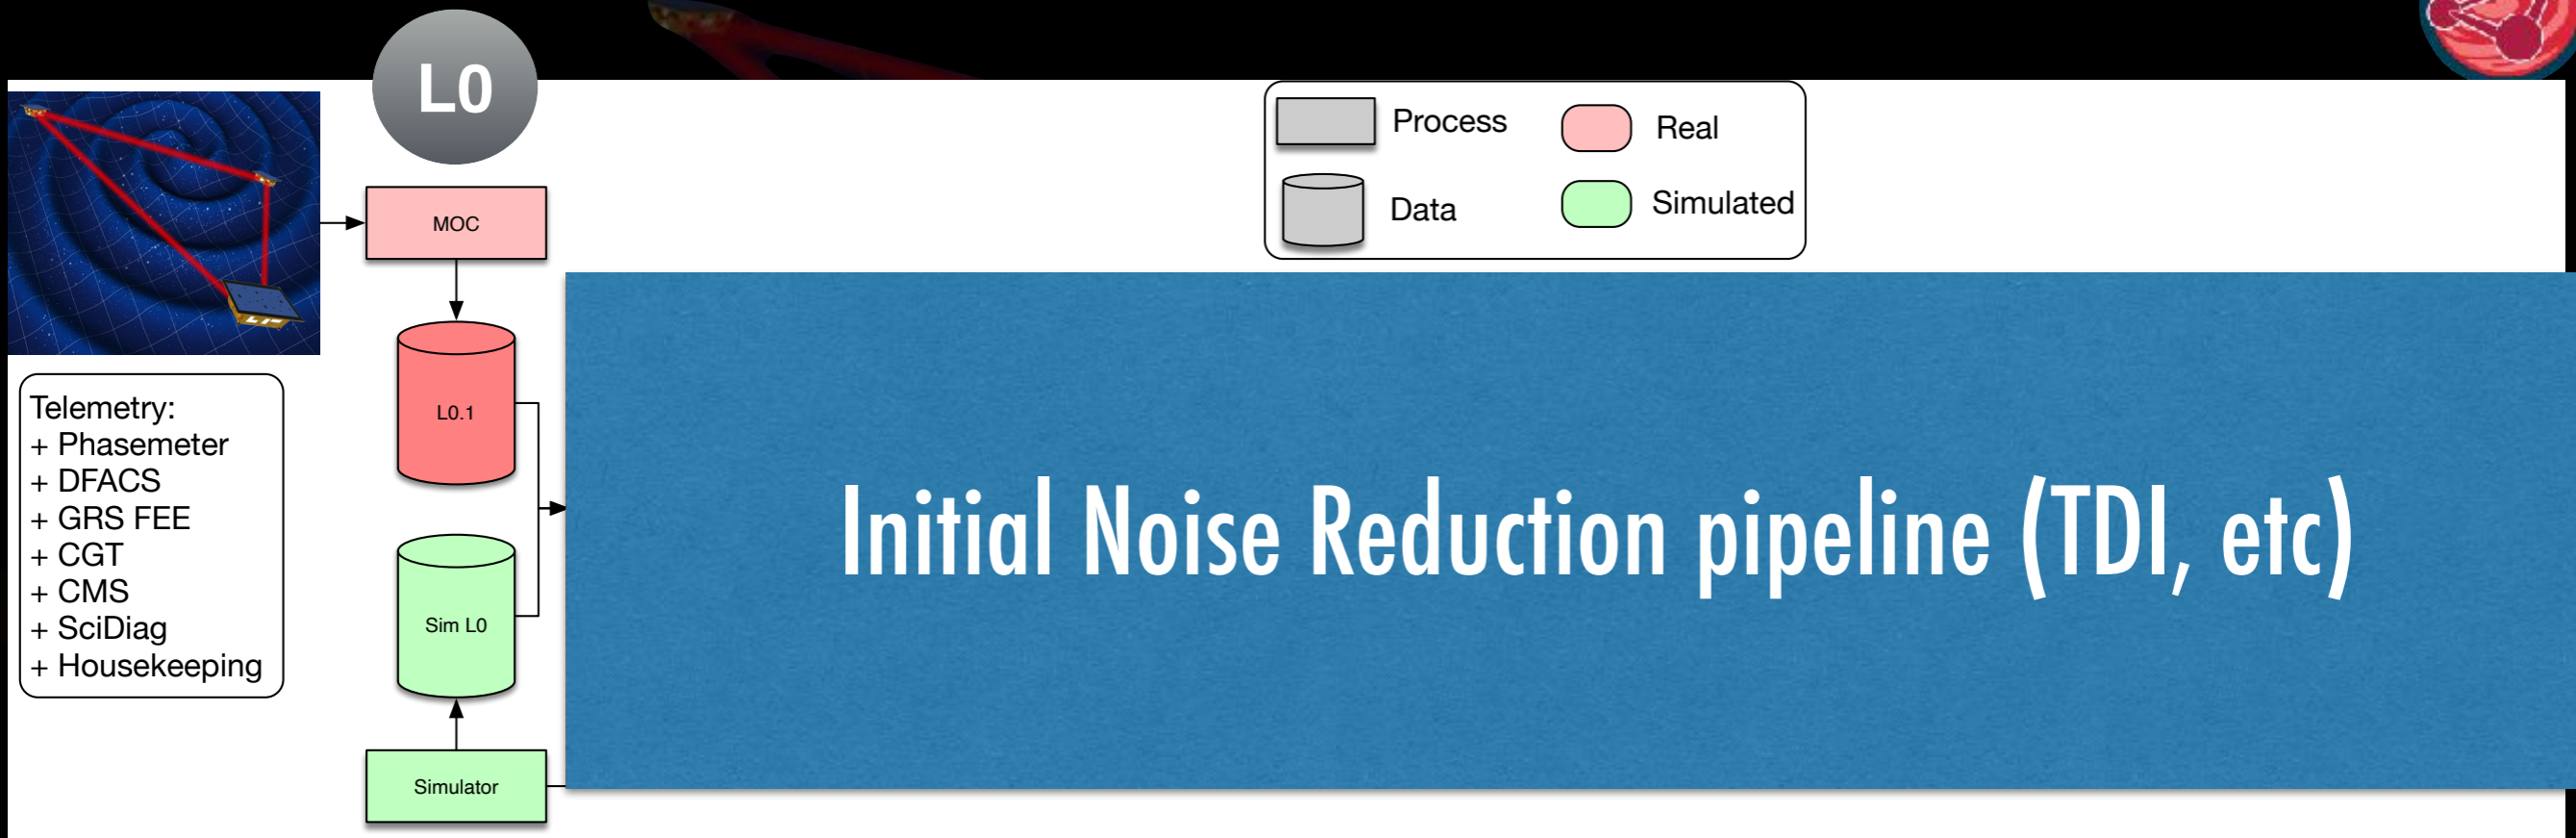 L0
Process
Real
Data
Simulated
MOC
L0.1
Sim L0
Simulator
Telemetry:
+ Phasemeter
+ DFACS
+ GRS FEE
+ CGT
+ CMS
+ SciDiag
+ Housekeeping
Initial Noise Reduction pipeline (TDI, etc)